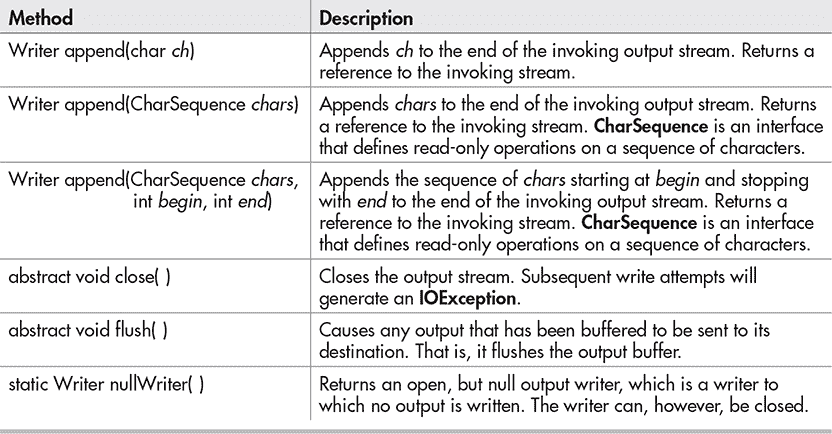 Method Description
Writer append(char ch) Appends ch to the end of the invoking output stream. Returns a
reference to the invoking stream.
Writer append(CharSequence chars) Appends chars to the end of the invoking output stream. Returns
a reference to the invoking stream. CharSequence is an interface
that defines read-only operations on a sequence of characters.
Writer append(CharSequence chars, Appends the sequence of chars starting at begin and stopping
int begin, int end) with end to the end of the invoking output stream. Returns a
reference to the invoking stream. CharSequence is an interface
that defines read-only operations on a sequence of characters.
abstract void close( ) Closes the output stream. Subsequent write attempts will
generate an IOException.
abstract void flush( ) Causes any output that has been buffered to be sent to its
destination. That is, it flushes the output buffer.
static Writer nullWriter( ) Returns an open, but null output writer, which is a writer to
which no output is written. The writer can, however, be closed.